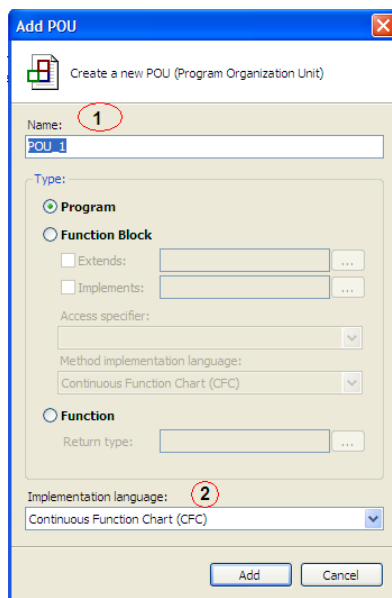 Add POU
Create a new POU (Program Organization Unit)
Name:
1
POU_1
Type:
Program
Function Block
Extends:
...
Implements:
...
Access specifier:
Method implementation language:
Continuous Function Chart (CFC)
Function
Return type:
...
Implementation language:
2
Continuous Function Chart (CFC)
Add
Cancel